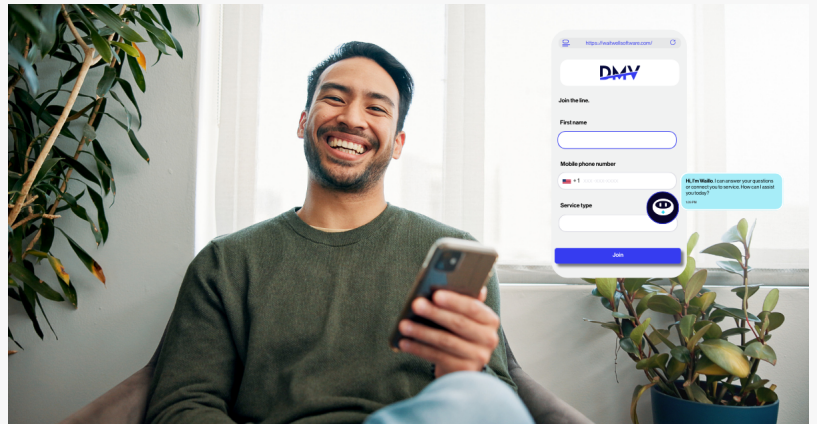 https://waitwellsoftware.com/
DMV
Join the line.
First name
Mobile phone number
+1
Service type
Hi, I'm Waillo. I can answer your questions
or connect you to service. How can I assist
you today?
Join